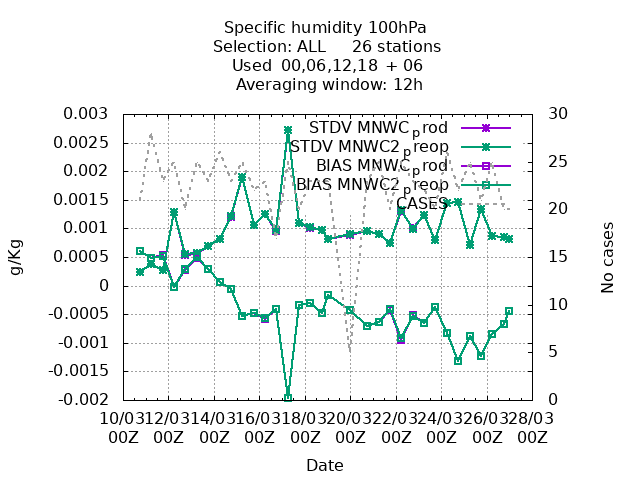 Specific humidity 100hPa
Selection: ALL     26 stations
Used  00,06,12,18  + 06
Averaging window: 12h
0.003
0.0025
0.002
0.0015
0.001
0.0005
0
-0.0005
-0.001
-0.0015
-0.002
g/Kg
STDV MNWC_prod
STDV MNWC2_preop
BIAS MNWC_prod
BIAS MNWC2_preop
CASES
30
25
20
15
10
5
0
No cases
10/03 12/03 14/03 16/03 18/03 20/03 22/03 24/03 26/03 28/03
00Z 00Z 00Z 00Z 00Z 00Z 00Z 00Z 00Z 00Z
Date